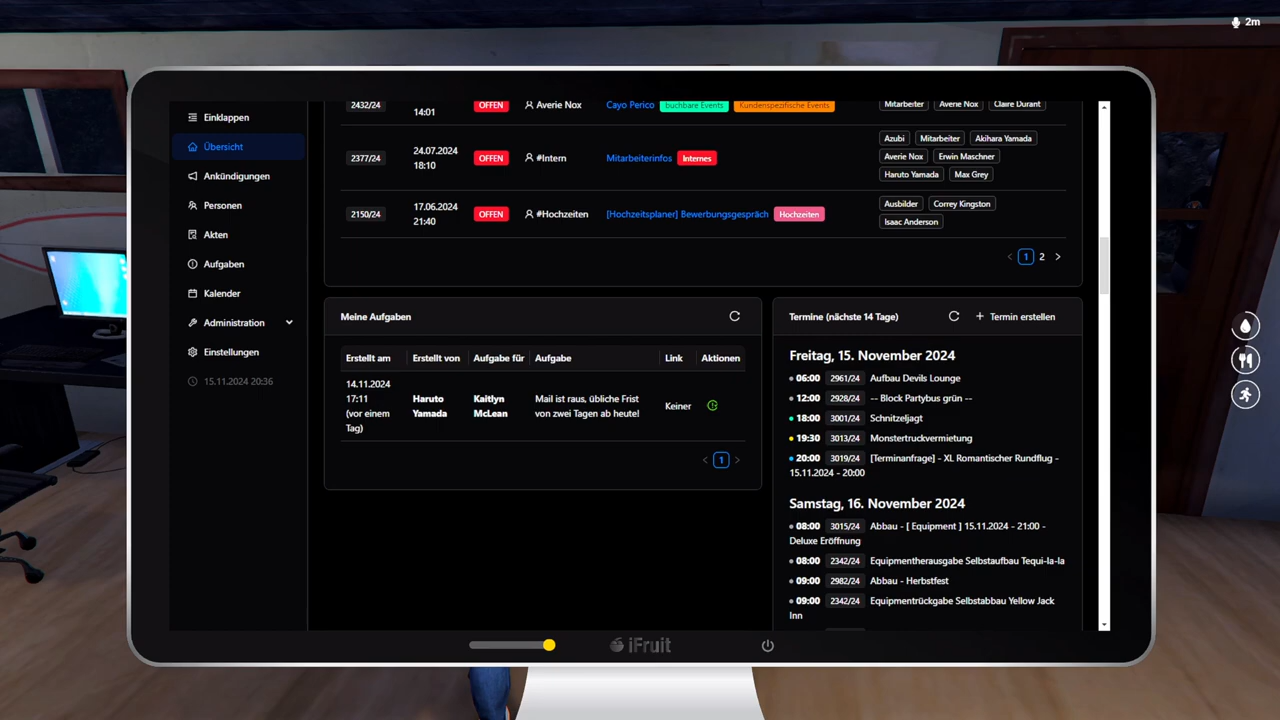 2m
Einklappen
Übersicht
Ankündigungen
Personen
Akten
Aufgaben
Kalender
Administration
Einstellungen
15.11.2024 20:36
2432/24 14:01 OFFEN Averie Nox Cayo Perico buchbare Events Kundenspezifische Events Mitarbeiter Averie Nox Claire Durant
2377/24 24.07.2024 18:10 OFFEN #Intern Mitarbeiterinfos Internes Azubi Mitarbeiter Akihara Yamada
Averie Nox Erwin Maschner
Haruto Yamada Max Grey
2150/24 17.06.2024 21:40 OFFEN #Hochzeiten [Hochzeitsplaner] Bewerbungsgespräch Hochzeiten Ausbilder Correy Kingston
Isaac Anderson
1 2
Meine Aufgaben
Erstellt am Erstellt von Aufgabe für Aufgabe Link Aktionen
14.11.2024
17:11
(vor einem
Tag)
Haruto
Yamada
Kaitlyn
McLean
Mail ist raus, übliche Frist
von zwei Tagen ab heute!
Keiner
1
Termine (nächste 14 Tage) + Termin erstellen
Freitag, 15. November 2024
06:00 2961/24 Aufbau Devils Lounge
12:00 2928/24 -- Block Partybus grün --
18:00 3001/24 Schnitzeljagt
19:30 3013/24 Monstertruckvermietung
20:00 3019/24 [Terminanfrage] - XL Romantischer Rundflug -
15.11.2024 - 20:00
Samstag, 16. November 2024
08:00 3015/24 Abbau - [ Equipment ] 15.11.2024 - 21:00 -
Deluxe Eröffnung
08:00 2342/24 Equipmentherausgabe Selbstaufbau Tequi-la-la
09:00 2982/24 Abbau - Herbstfest
09:00 2342/24 Equipmentrückgabe Selbstabbau Yellow Jack
Inn
iFruit